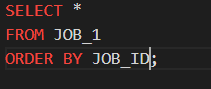 SELECT *
FROM JOB_1
ORDER BY JOB_ID;